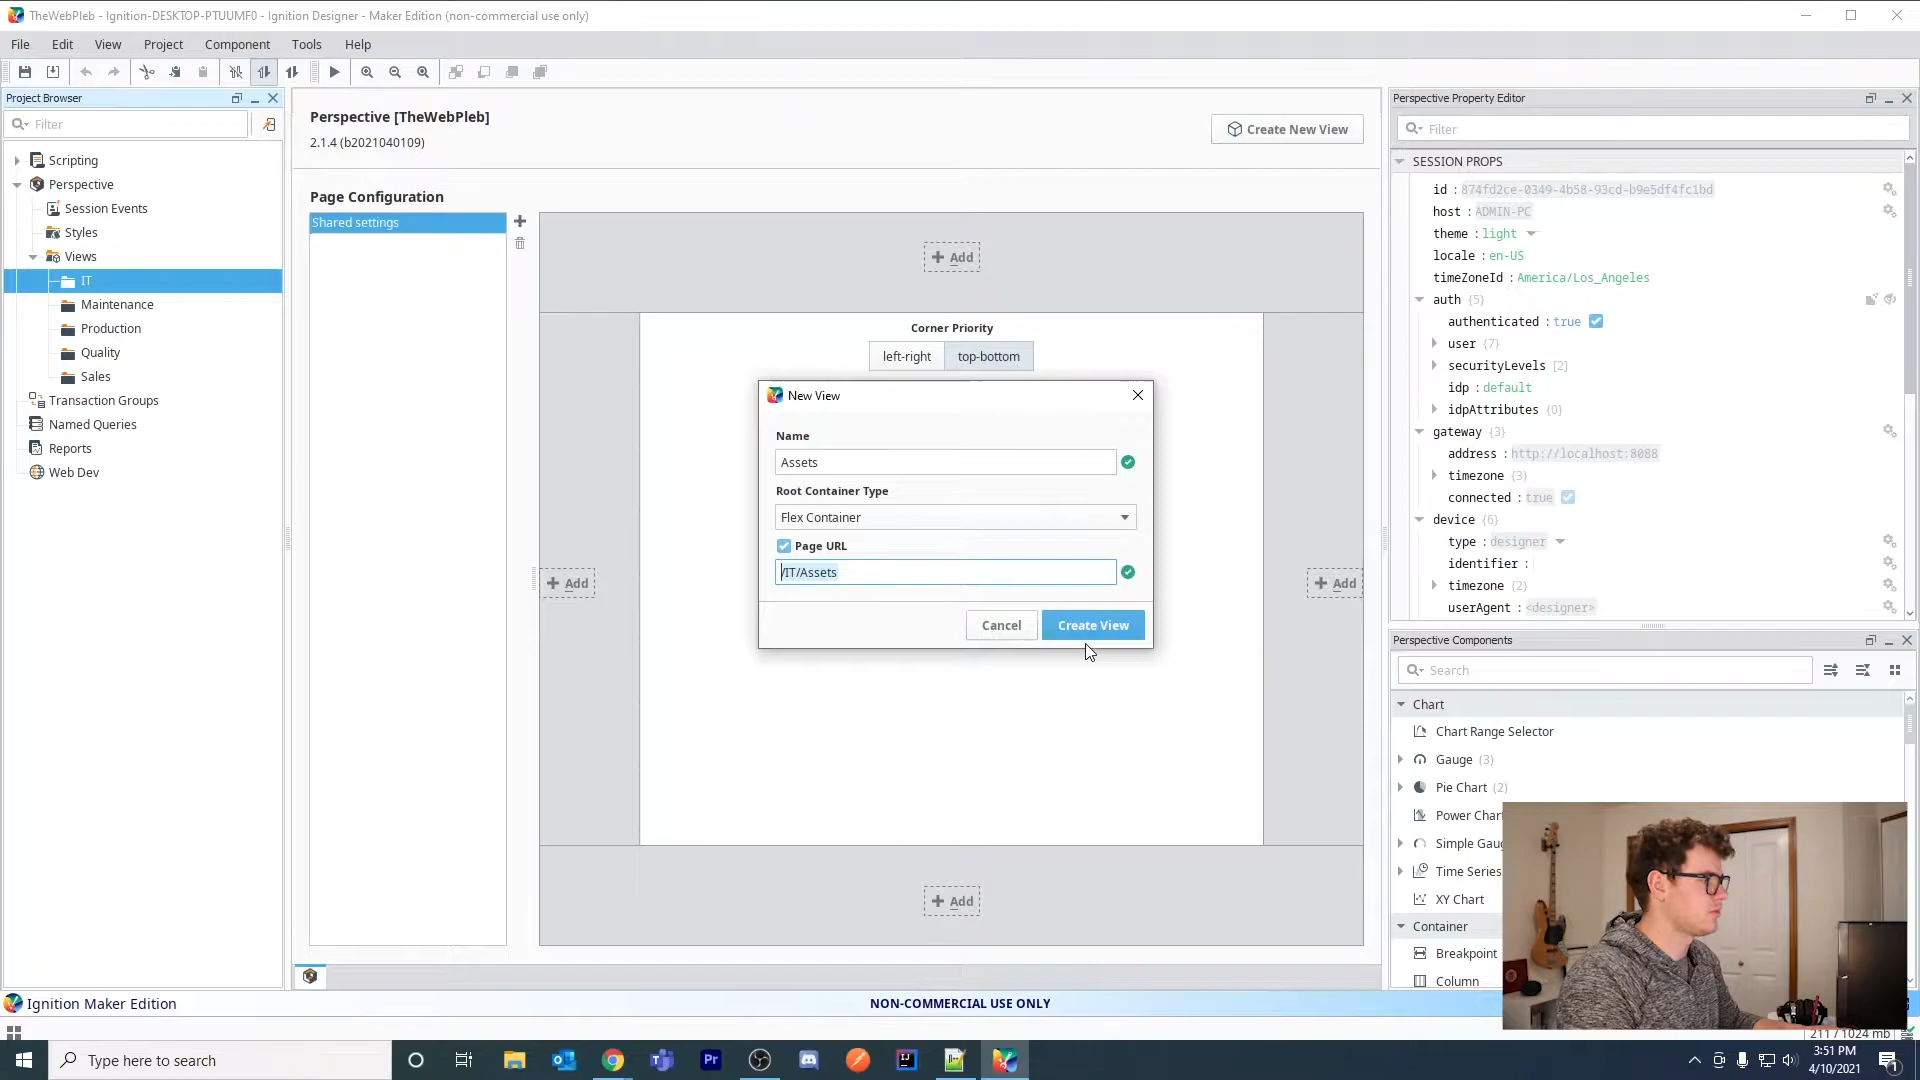 TheWebPleb - Ignition-DESKTOP-PTUUMF0 - Ignition Designer - Maker Edition (non-commercial use only)
File Edit View Project Component Tools Help
Project Browser
Filter
Scripting
Perspective
Session Events
Styles
Views
IT
Maintenance
Production
Quality
Sales
Transaction Groups
Named Queries
Reports
Web Dev
Perspective [TheWebPleb]
2.1.4 (b2021040109)
Create New View
Page Configuration
Shared settings
Add
Corner Priority
left-right top-bottom
Add
Add
Add
New View
Name
Assets
Root Container Type
Flex Container
Page URL
/IT/Assets
Cancel Create View
Perspective Property Editor
Filter
SESSION PROPS
id : 874fd2ce-0349-4b58-93cd-b9e5df4fc1bd
host : ADMIN-PC
theme : light
locale : en-US
timeZoneId : America/Los_Angeles
auth {5}
authenticated : true
user {7}
securityLevels [2]
idp : default
idpAttributes {0}
gateway {3}
address : http://localhost:8088
timezone {3}
connected : true
device {6}
type : designer
identifier :
timezone {2}
userAgent : <designer>
Perspective Components
Search
Chart
Chart Range Selector
Gauge (3)
Pie Chart (2)
Power Char
Simple Gaug
Time Series
XY Chart
Container
Breakpoint
Column
Ignition Maker Edition
NON-COMMERCIAL USE ONLY
211 / 1024 mb
Type here to search
Pr
3:51 PM
4/10/2021
1